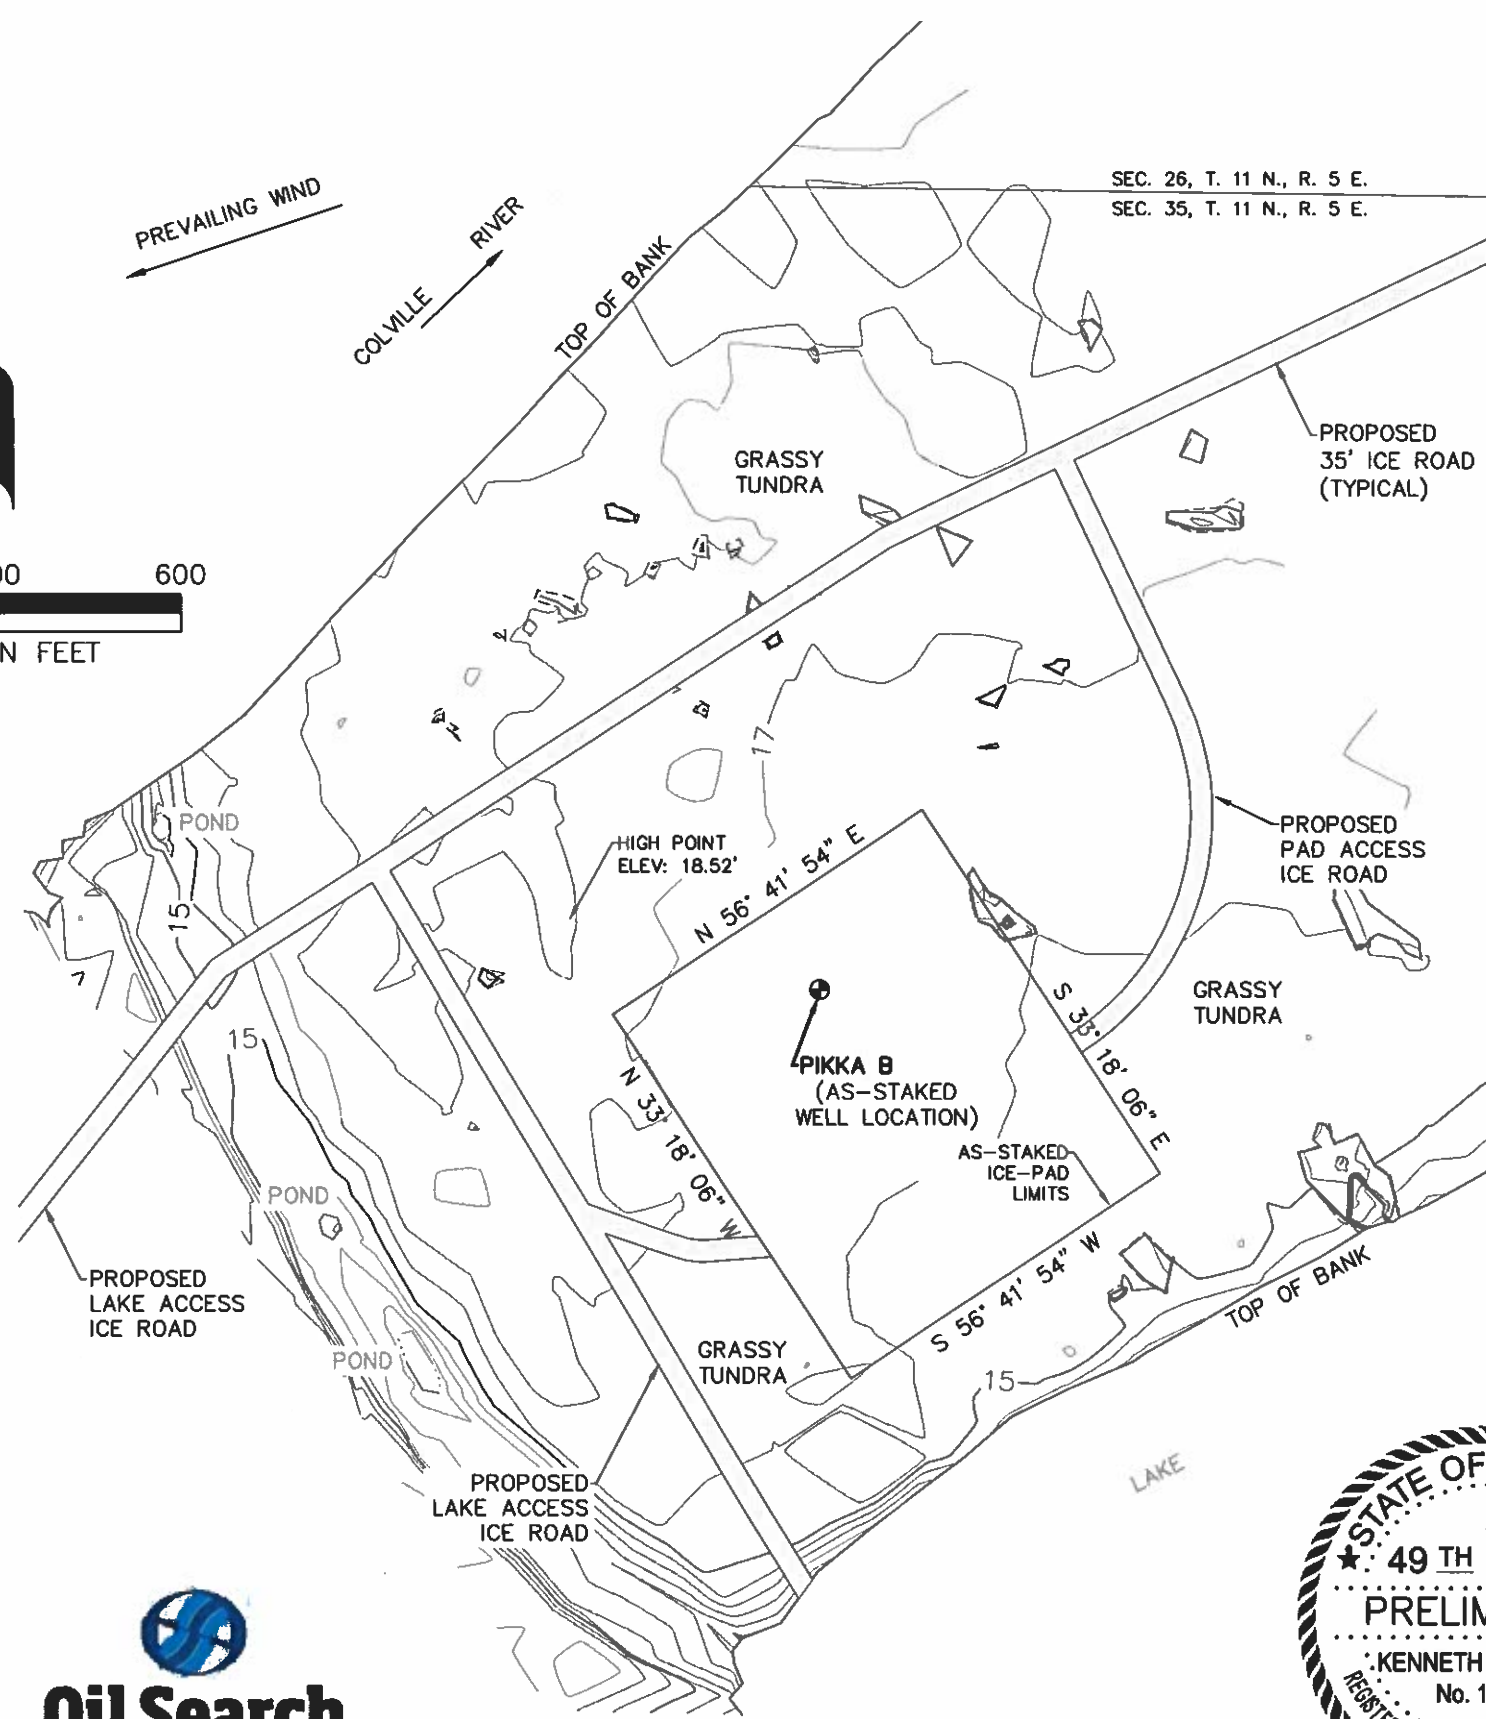 SEC. 26, T. 11 N., R. 5 E.
SEC. 35, T. 11 N., R. 5 E.
PREVAILING WIND
COLVILLE RIVER
TOP OF BANK
PROPOSED
35' ICE ROAD
(TYPICAL)
GRASSY
TUNDRA
600
N FEET
17
POND
HIGH POINT
ELEV: 18.52'
PROPOSED
PAD ACCESS
ICE ROAD
N 56° 41' 54" E
15
GRASSY
TUNDRA
S 33° 18' 06" E
15
PIKKA B
(AS-STAKED
WELL LOCATION)
N 33° 18' 06" W
AS-STAKED
ICE-PAD
LIMITS
POND
PROPOSED
LAKE ACCESS
ICE ROAD
S 56° 41' 54" W
TOP OF BANK
POND
GRASSY
TUNDRA
15
PROPOSED
LAKE ACCESS
ICE ROAD
LAKE
STATE OF
49 TH
PRELIM
KENNETH
No. 1
REGISTE
Oil Search